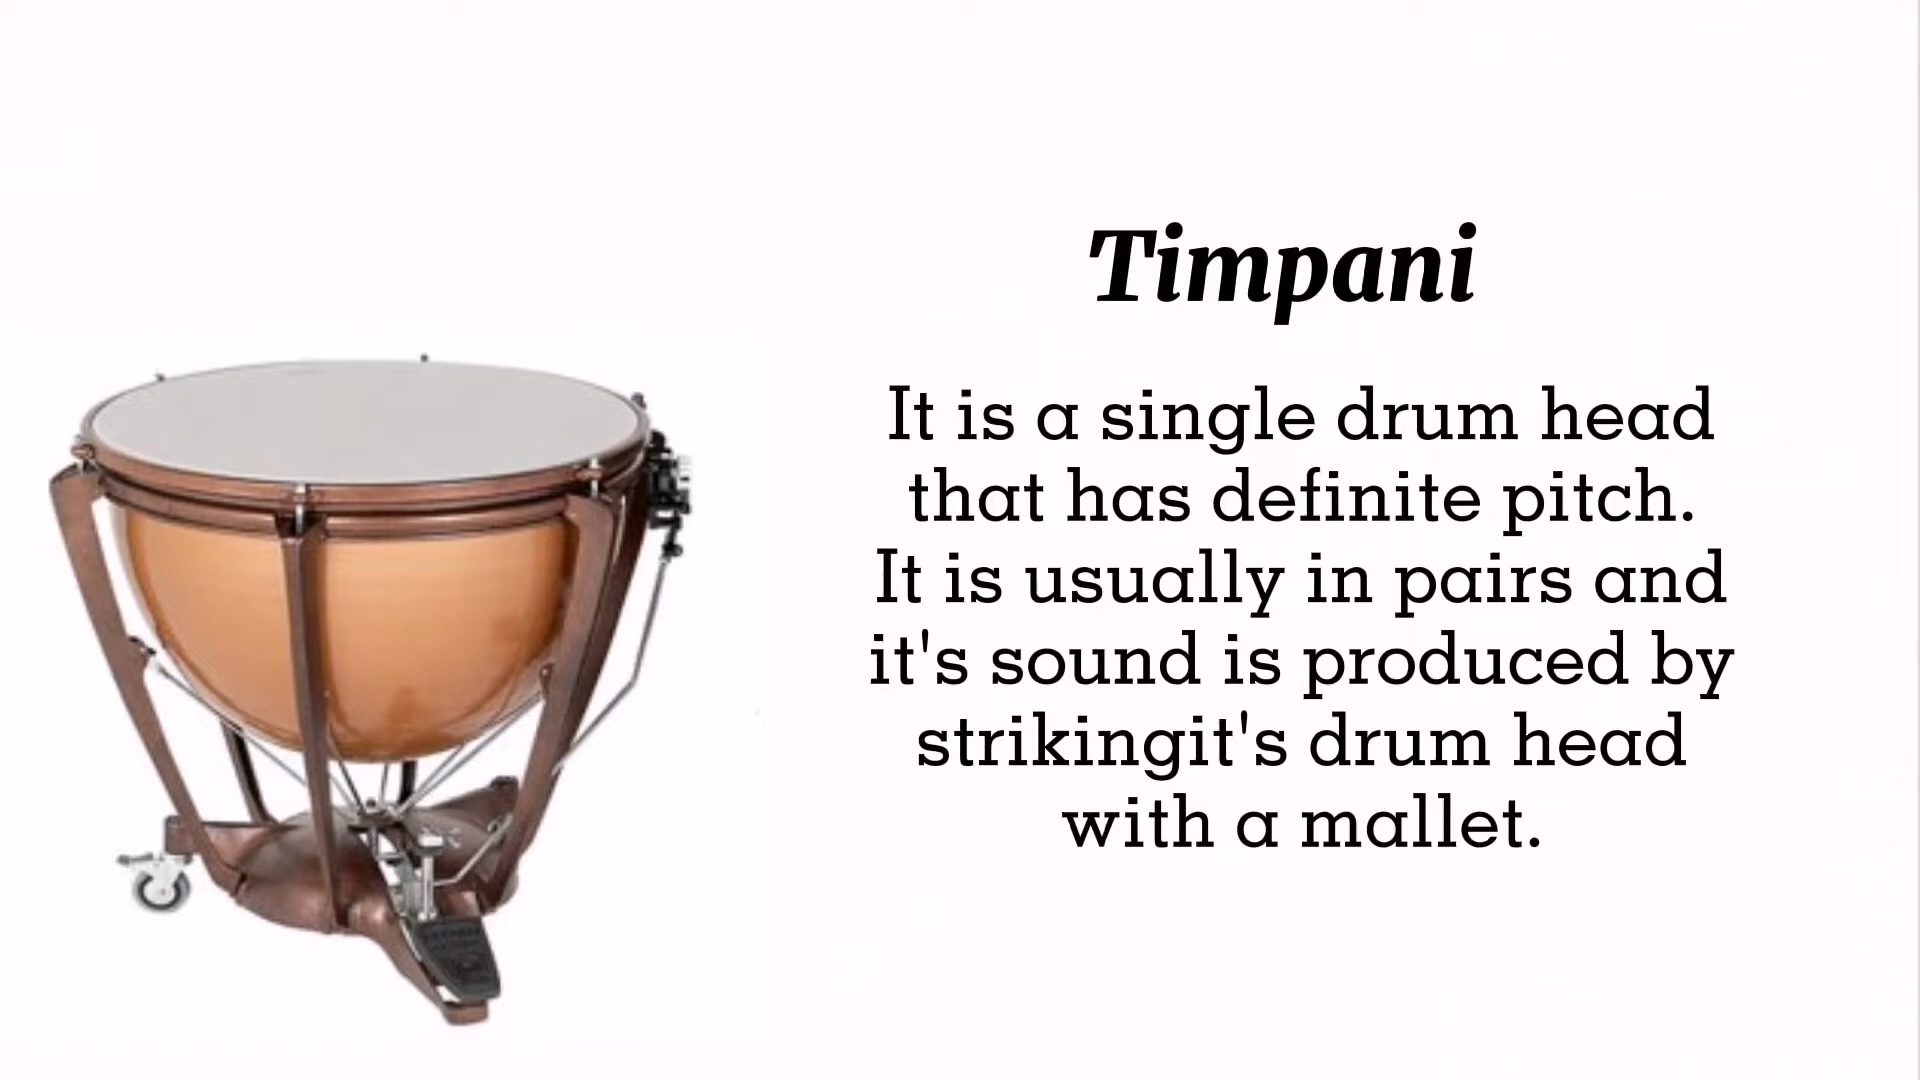 Timpani
It is a single drum head
that has definite pitch.
It is usually in pairs and
it's sound is produced by
strikingit's drum head
with a mallet.